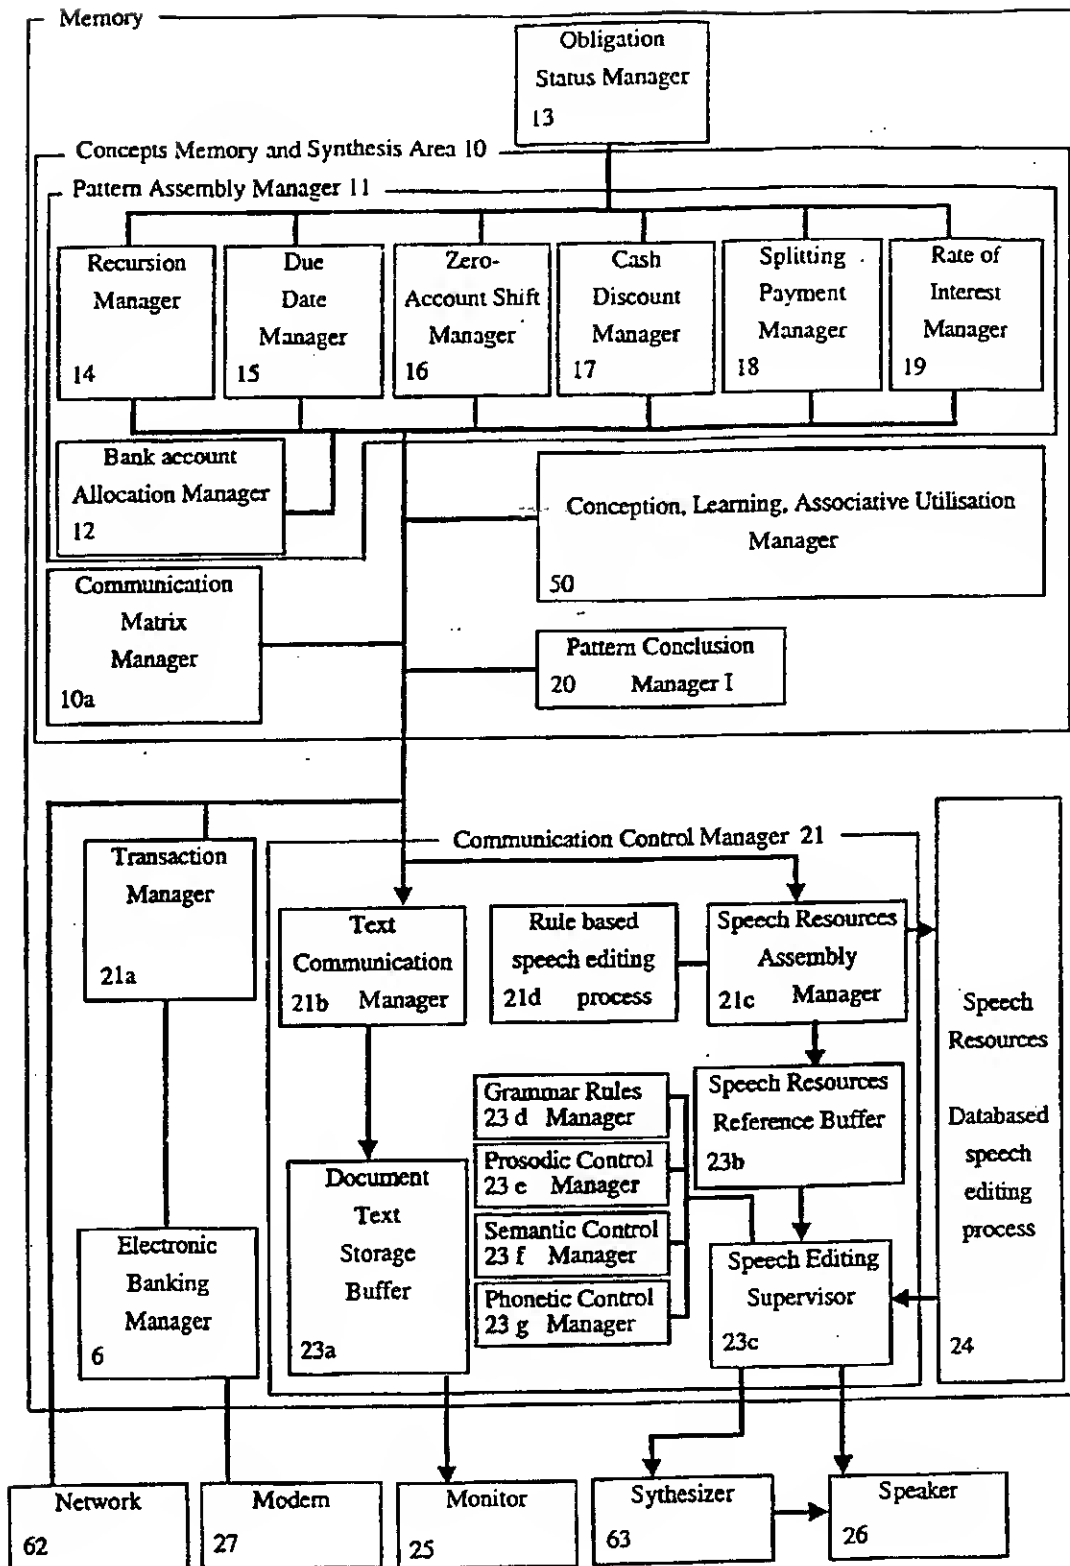 Memory
Obligation
Status Manager
13
Concepts Memory and Synthesis Area 10
Pattern Assembly Manager 11
Recursion
Manager
14
Due
Date
Manager
15
Zero-
Account Shift
Manager
16
Cash
Discount
Manager
17
Splitting
Payment
Manager
18
Rate of
Interest
Manager
19
Bank account
Allocation Manager
12
Conception, Learning, Associative Utilisation
Manager
50
Communication
Matrix
Manager
10a
Pattern Conclusion
20 Manager I
Communication Control Manager 21
Transaction
Manager
21a
Text
Communication
21b Manager
Rule based
speech editing
21d process
Speech Resources
Assembly
21c Manager
Speech
Resources
Databased
speech
editing
process
24
Grammar Rules
23 d Manager
Prosodic Control
23 e Manager
Semantic Control
23 f Manager
Phonetic Control
23 g Manager
Speech Resources
Reference Buffer
23b
Document
Text
Storage
Buffer
23a
Electronic
Banking
Manager
6
Speech Editing
Supervisor
23c
Network
62
Modem
27
Monitor
25
Sythesizer
63
Speaker
26